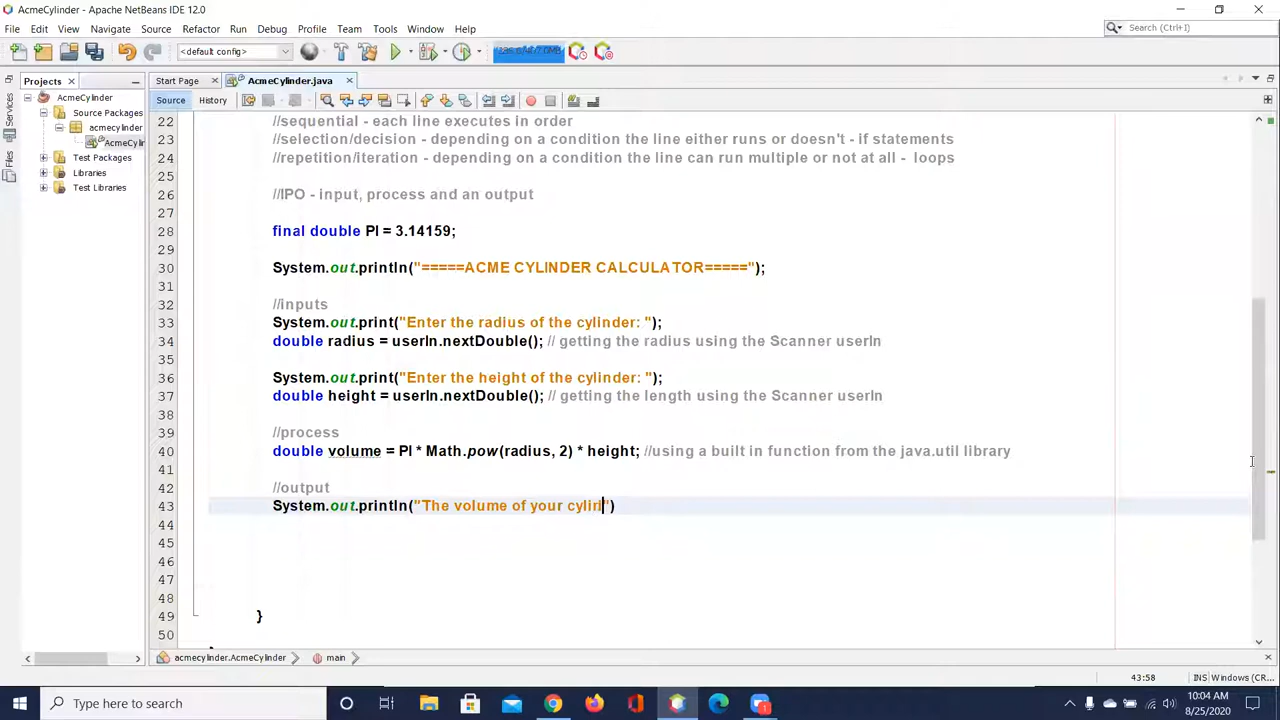 AcmeCylinder - Apache NetBeans IDE 12.0
File Edit View Navigate Source Refactor Run Debug Profile Team Tools Window Help
Search (Ctrl+I)
<default config>
Projects
Start Page
AcmeCylinder.java
Services
Files
AcmeCylinder
Source Packages
acmecylinder
AcmeCylin
Test Packages
Libraries
Test Libraries
Source History
22 //sequential - each line executes in order
23 //selection/decision - depending on a condition the line either runs or doesn't - if statements
24 //repetition/iteration - depending on a condition the line can run multiple or not at all - loops
25
26 //IPO - input, process and an output
27
28 final double PI = 3.14159;
29
30 System.out.println("=====ACME CYLINDER CALCULATOR=====");
31
32 //inputs
33 System.out.print("Enter the radius of the cylinder: ");
34 double radius = userIn.nextDouble(); // getting the radius using the Scanner userIn
35
36 System.out.print("Enter the height of the cylinder: ");
37 double height = userIn.nextDouble(); // getting the length using the Scanner userIn
38
39 //process
40 double volume = PI * Math.pow(radius, 2) * height; //using a built in function from the java.util library
41
42 //output
43 System.out.println("The volume of your cylin")
44
45
46
47
48
49 }
50
acmecylinder.AcmeCylinder
main
43:58
INS
Windows (C...
Type here to search
10:04 AM
8/25/2020